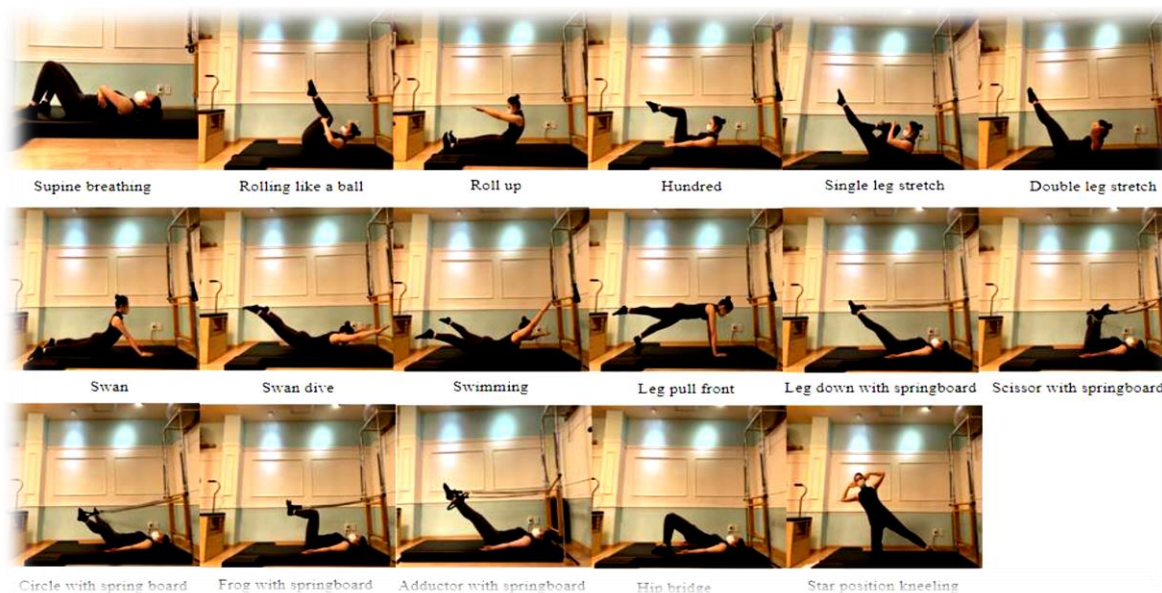 Supine breathing
Rolling like a ball
Roll up
Hundred
Single leg stretch
Double leg stretch
Swan
Swan dive
Swimming
Leg pull front
Leg down with springboard
Scissor with springboard
Circle with spring board
Frog with springboard
Adductor with springboard
Hip bridge
Star position kneeling